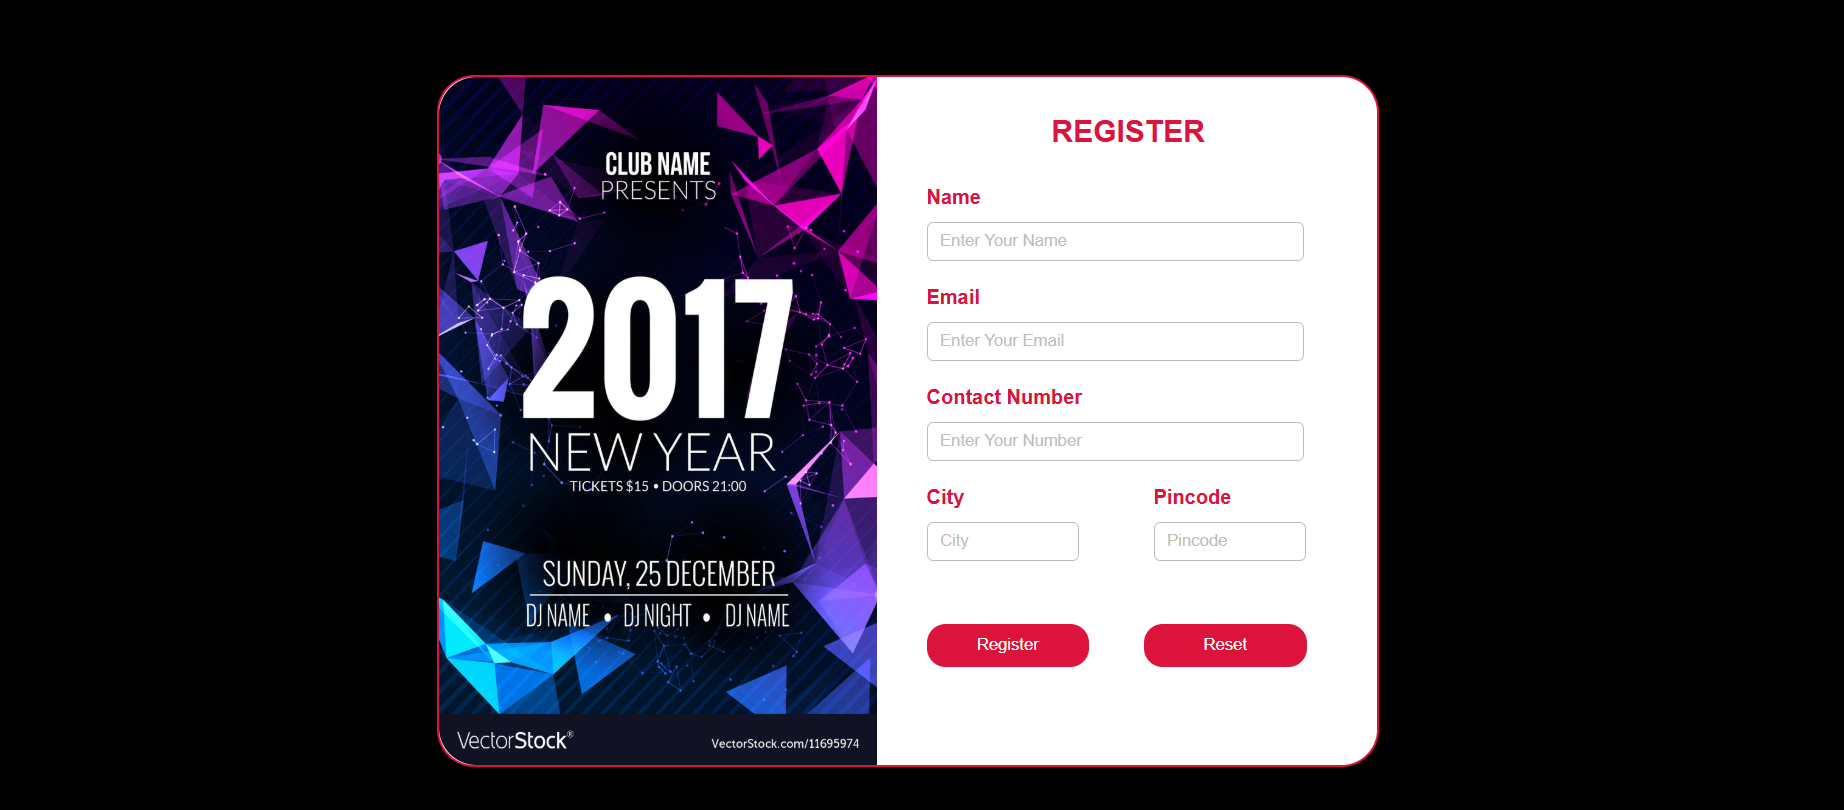 CLUB NAME
PRESENTS
2017
NEW YEAR
TICKETS $15 • DOORS 21:00
SUNDAY, 25 DECEMBER
DJ NAME • DJ NIGHT • DJ NAME
VectorStock®
VectorStock.com/11695974
REGISTER
Name
Enter Your Name
Email
Enter Your Email
Contact Number
Enter Your Number
City Pincode
City Pincode
Register Reset